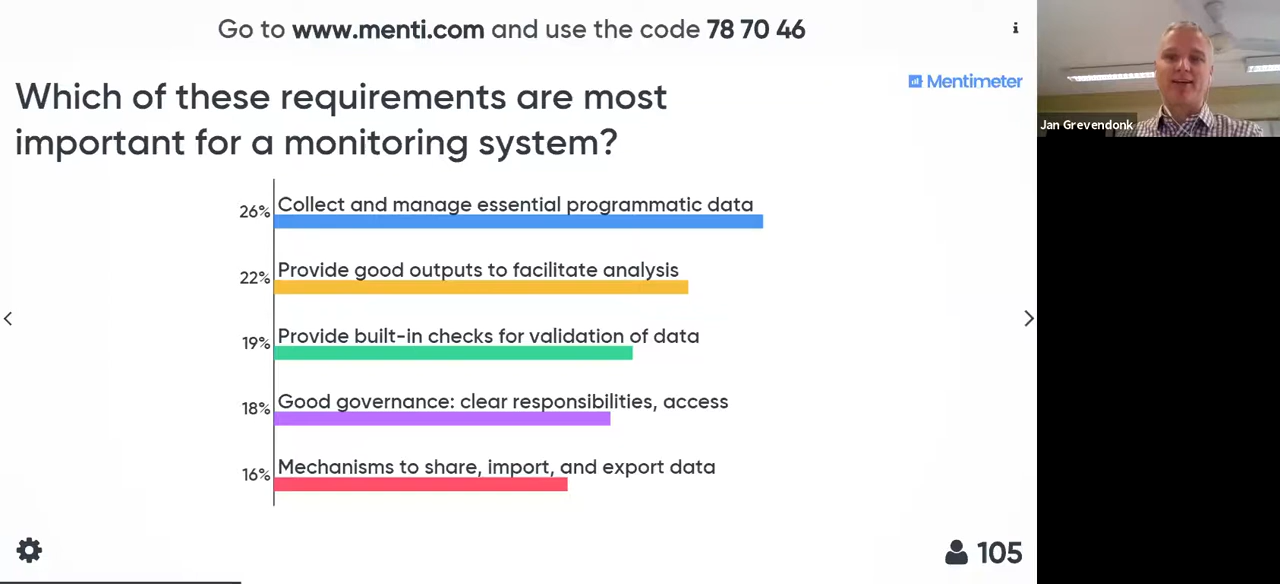 Go to www.menti.com and use the code 78 70 46
i
Mentimeter
Which of these requirements are most
important for a monitoring system?
26% Collect and manage essential programmatic data
22% Provide good outputs to facilitate analysis
19% Provide built-in checks for validation of data
18% Good governance: clear responsibilities, access
16% Mechanisms to share, import, and export data
105
Jan Grevendonk